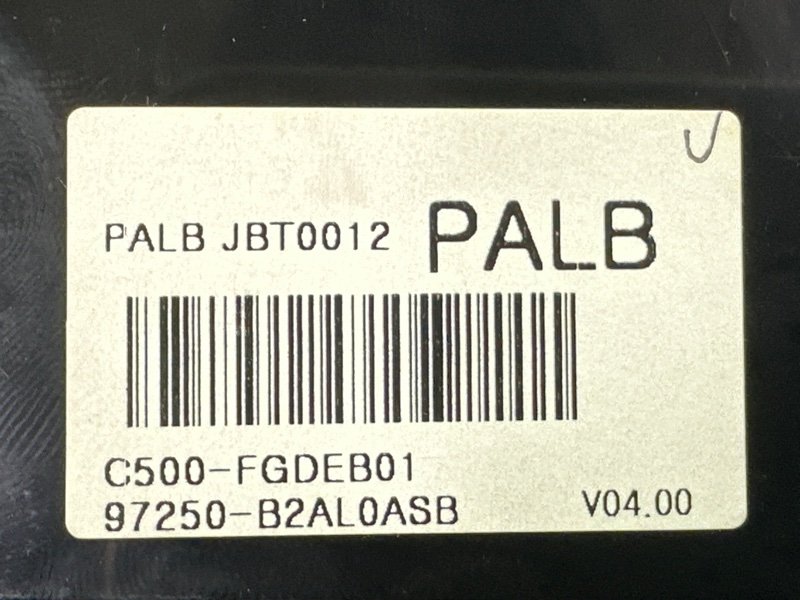 PALB JBT0012 PALB
C500-FGDEB01
97250-B2AL0ASB V04.00